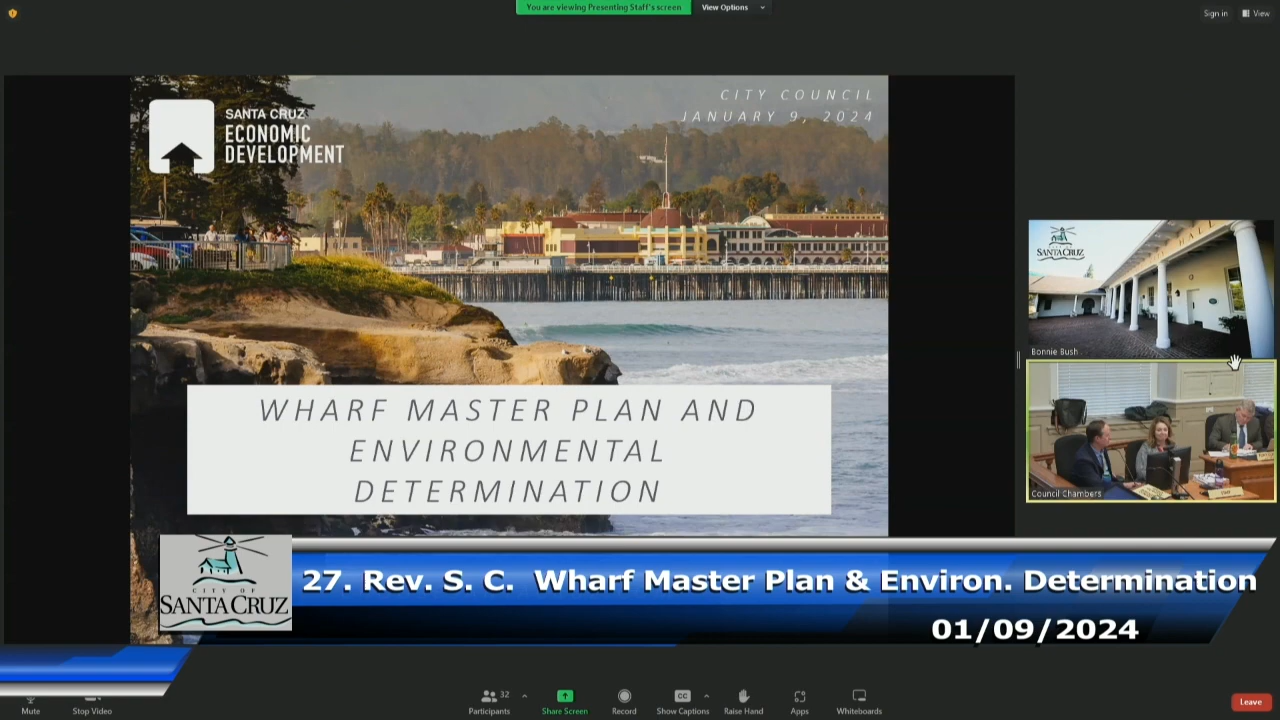 You are viewing Presenting Staff's screen
View Options
Sign in
View
SANTA CRUZ
ECONOMIC
DEVELOPMENT
CITY COUNCIL
JANUARY 9, 2024
WHARF MASTER PLAN AND
ENVIRONMENTAL
DETERMINATION
SANTA CRUZ
Bonnie Bush
Council Chambers
CITY OF
SANTA CRUZ
27. Rev. S. C. Wharf Master Plan & Environ. Determination
01/09/2024
Mute
Stop Video
32
Participants
Share Screen
Record
CC
Show Captions
Raise Hand
Apps
Whiteboards
Leave